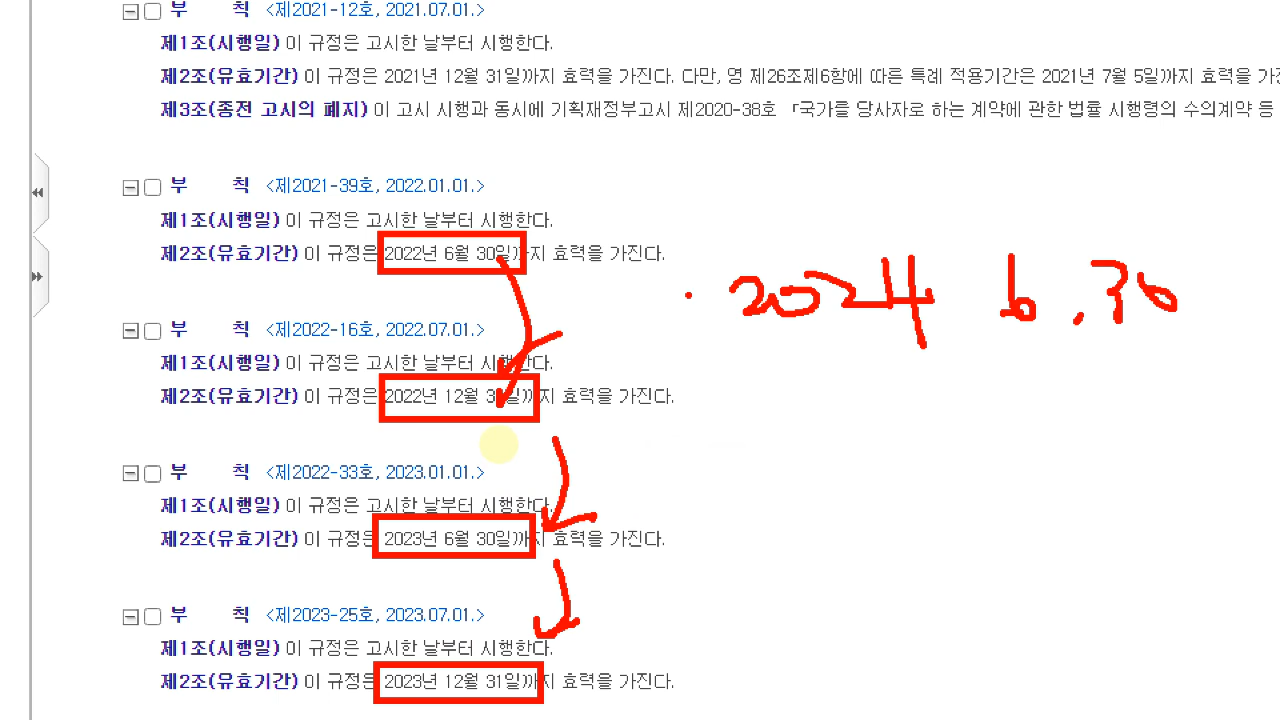 부 칙 <제2021-12호, 2021.07.01.>
제1조(시행일) 이 규정은 고시한 날부터 시행한다.
제2조(유효기간) 이 규정은 2021년 12월 31일까지 효력을 가진다. 다만, 영 제26조제6항에 따른 특례 적용기간은 2021년 7월 5일까지 효력을
제3조(종전 고시의 폐지) 이 고시 시행과 동시에 기획재정부고시 제2020-38호 「국가를 당사자로 하는 계약에 관한 법률 시행령의 수의계약 등
부 칙 <제2021-39호, 2022.01.01.>
제1조(시행일) 이 규정은 고시한 날부터 시행한다.
제2조(유효기간) 이 규정은 2022년 6월 30일까지 효력을 가진다.
2024 6.30
부 칙 <제2022-16호, 2022.07.01.>
제1조(시행일) 이 규정은 고시한 날부터 시행한다.
제2조(유효기간) 이 규정은 2022년 12월 31일까지 효력을 가진다.
부 칙 <제2022-33호, 2023.01.01.>
제1조(시행일) 이 규정은 고시한 날부터 시행한다.
제2조(유효기간) 이 규정은 2023년 6월 30일까지 효력을 가진다.
부 칙 <제2023-25호, 2023.07.01.>
제1조(시행일) 이 규정은 고시한 날부터 시행한다.
제2조(유효기간) 이 규정은 2023년 12월 31일까지 효력을 가진다.